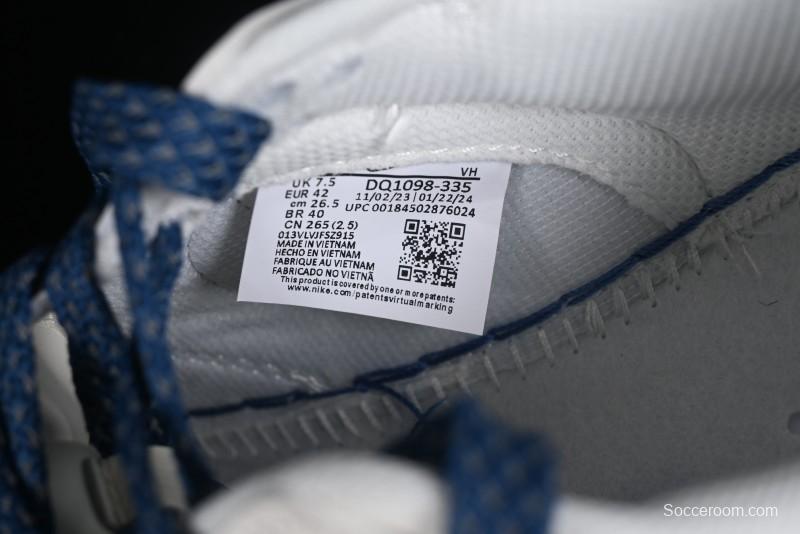 VH
UK 7.5
EUR 42
cm 26.5
BR 40
CN 265 (2.5)
DQ1098-335
11/02/23 | 01/22/24
UPC 00184502876024
013VLVJFSZ915
MADE IN VIETNAM
HECHO EN VIETNAM
FABRIQUE AU VIETNAM
FABRICADO NO VIETNÃ
This product is covered by one or more patents:
www.nike.com/patentsvirtualmarking
Socceroom.com